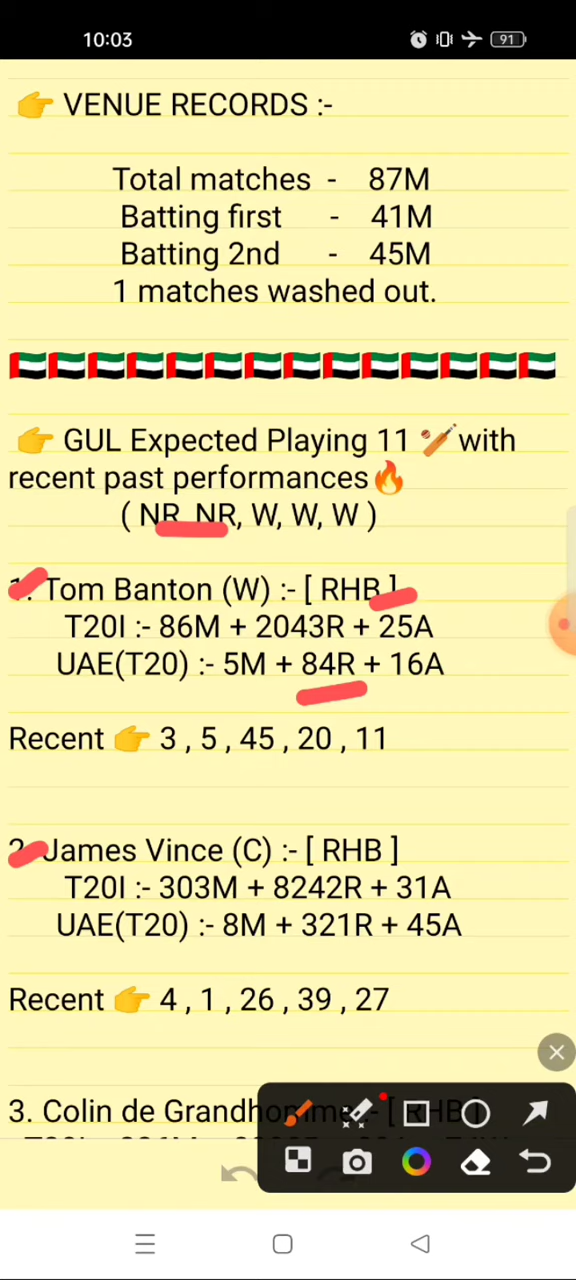 10:03
91
👉 VENUE RECORDS :-
Total matches - 87M
Batting first - 41M
Batting 2nd - 45M
1 matches washed out.
👉 GUL Expected Playing 11 🏏 with
recent past performances🔥
( NR, NR, W, W, W )
1. Tom Banton (W) :- [ RHB ]
T20I :- 86M + 2043R + 25A
UAE(T20) :- 5M + 84R + 16A
Recent 👉 3 , 5 , 45 , 20 , 11
2. James Vince (C) :- [ RHB ]
T20I :- 303M + 8242R + 31A
UAE(T20) :- 8M + 321R + 45A
Recent 👉 4 , 1 , 26 , 39 , 27
3. Colin de Grandhomme :- [ RHB ]